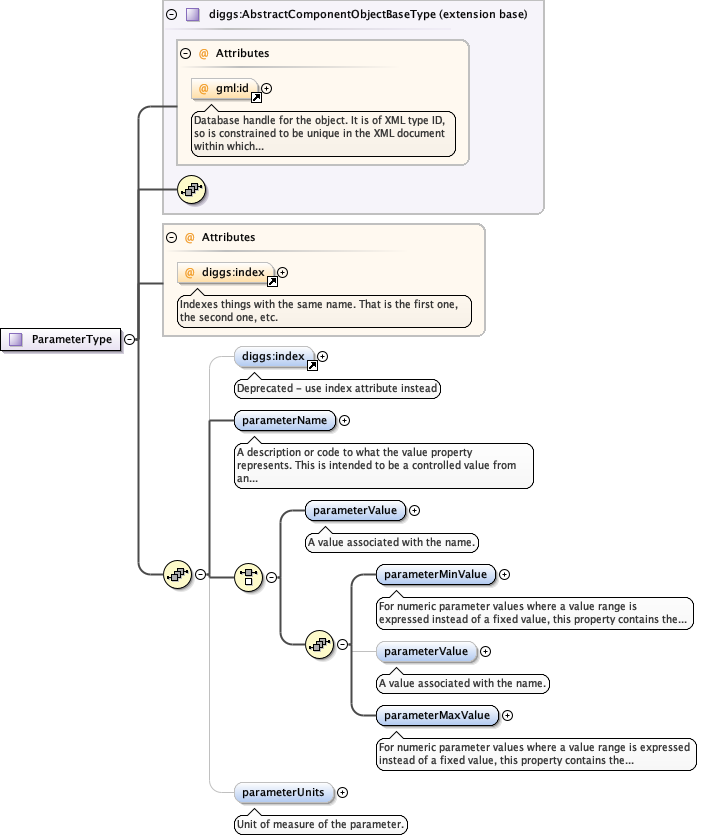 diggs:AbstractComponentObjectBaseType (extension base)
@ Attributes
@ gml:id
Database handle for the object. It is of XML type ID,
so is constrained to be unique in the XML document
within which...
@ Attributes
@ diggs:index
Indexes things with the same name. That is the first one,
the second one, etc.
ParameterType
diggs:index
Deprecated – use index attribute instead
parameterName
A description or code to what the value property
represents. This is intended to be a controlled value from
an...
parameterValue
A value associated with the name.
parameterMinValue
For numeric parameter values where a value range is
expressed instead of a fixed value, this property contains the...
parameterValue
A value associated with the name.
parameterMaxValue
For numeric parameter values where a value range is expressed
instead of a fixed value, this property contains the...
parameterUnits
Unit of measure of the parameter.